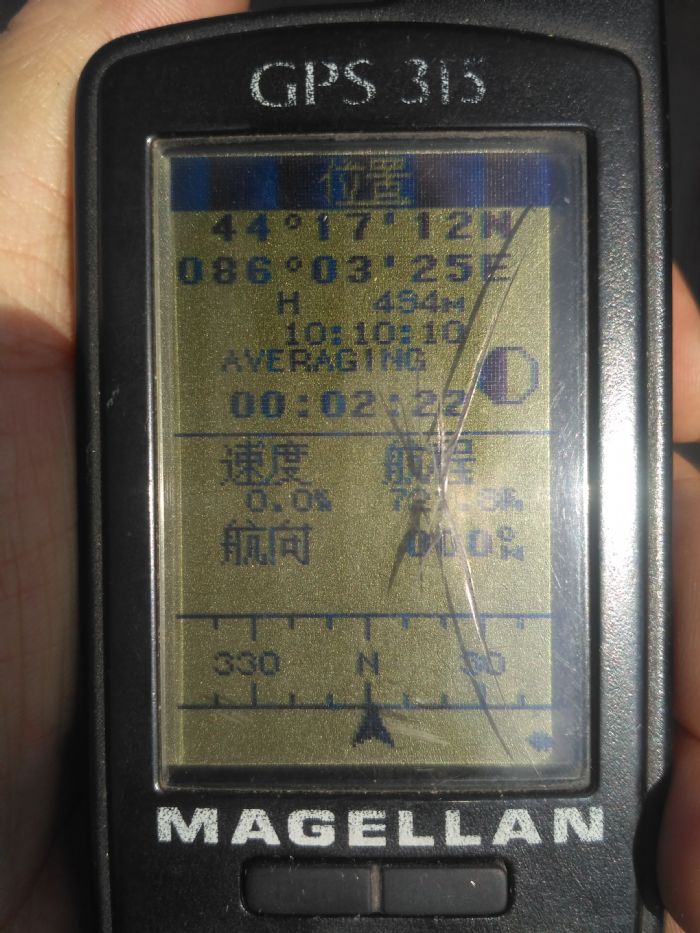 GPS 315
位置
44°17'12N
086°03'25E
H 494M
10:10:10
AVERAGING
00:02:22
速度 航程
0.0
航向 000°M
330 N 30
MAGELLAN